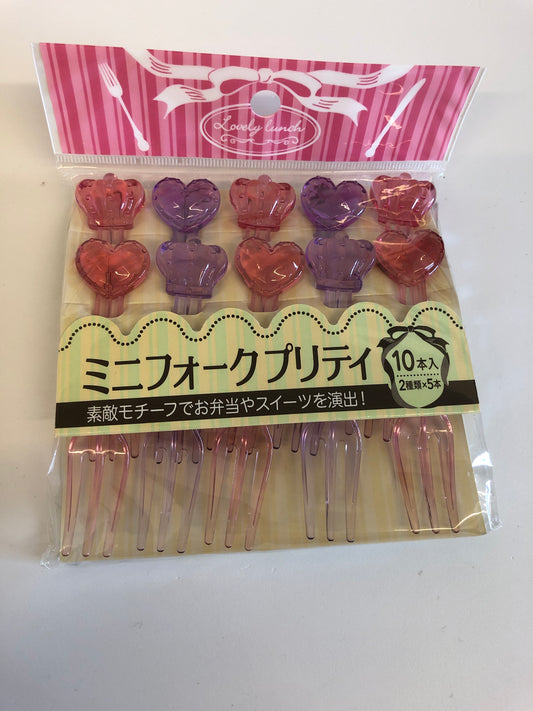 Lovely lunch
ミニフォークプリティ
10本入
2種類×5本
素敵モチーフでお弁当やスイーツを演出!